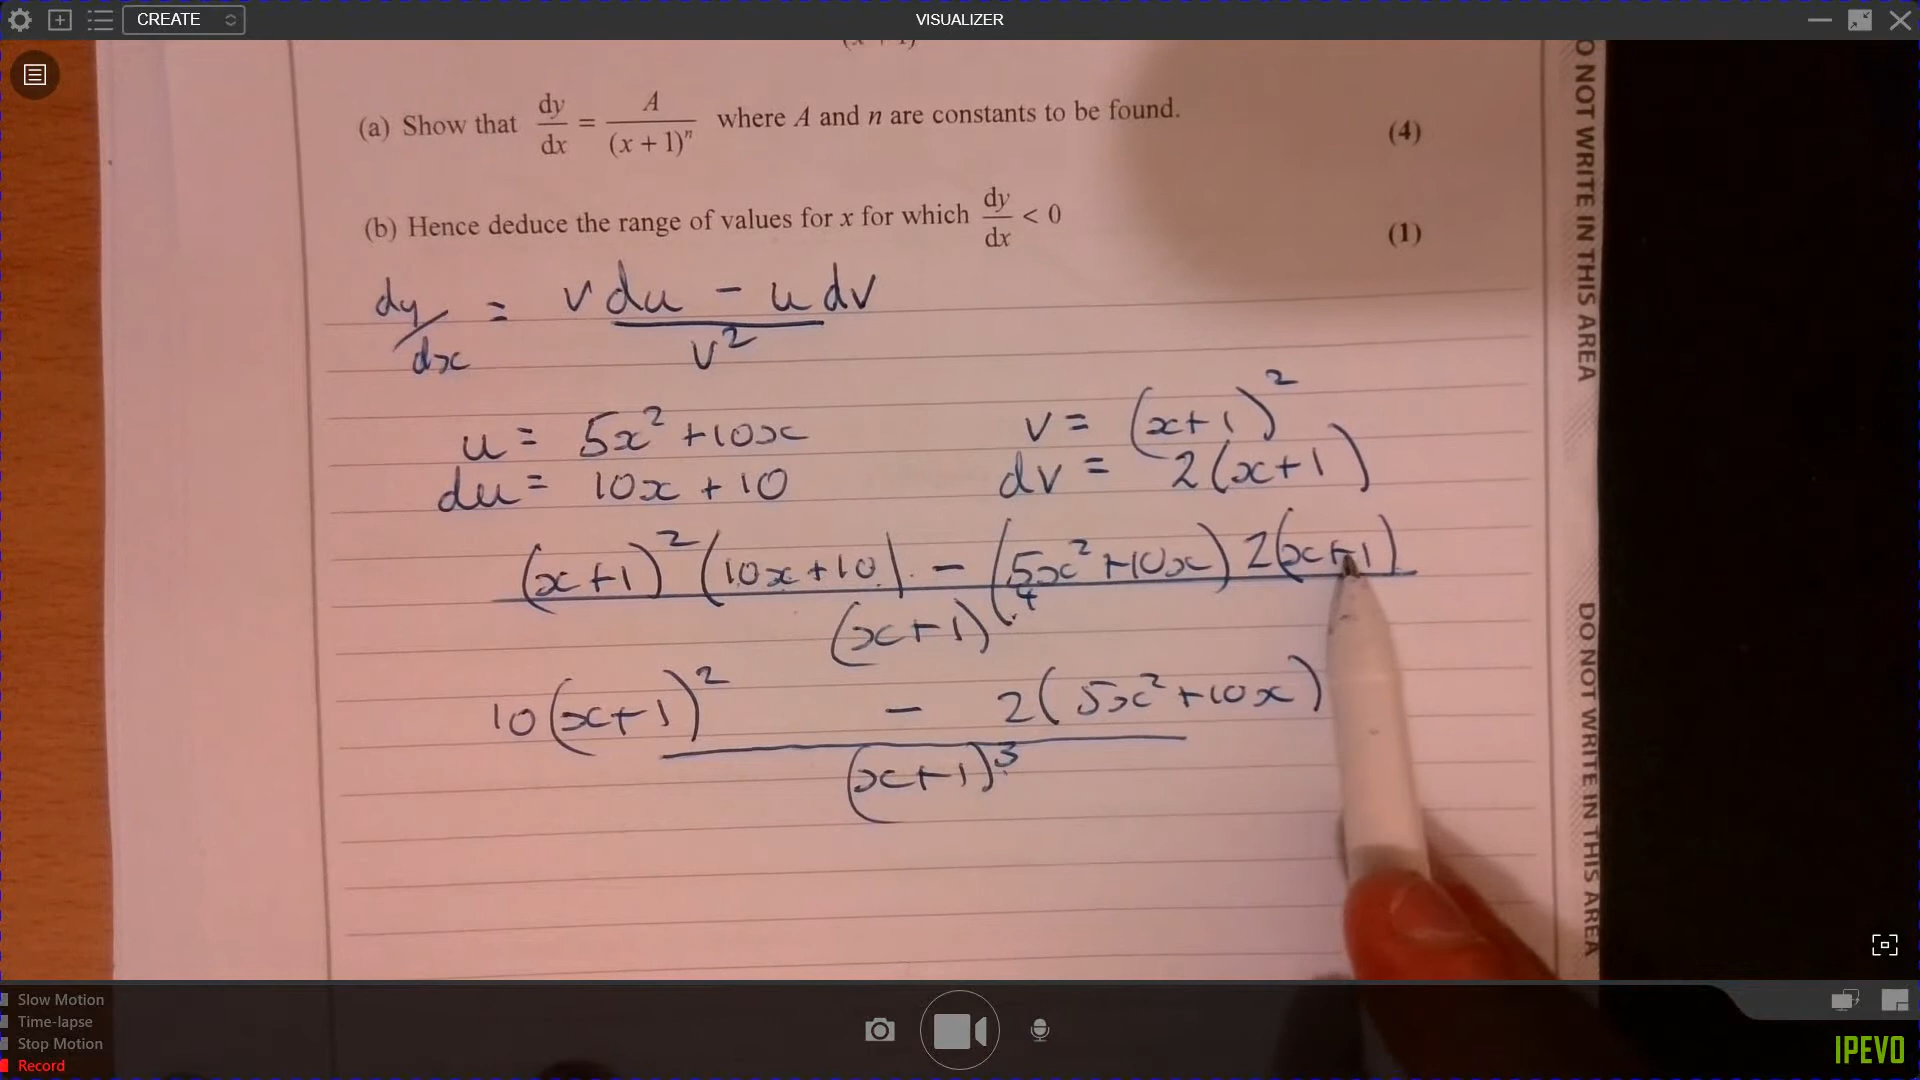 CREATE
VISUALIZER
(a) Show that dy/dx = A/(x + 1)ⁿ where A and n are constants to be found.
(4)
(b) Hence deduce the range of values for x for which dy/dx < 0
(1)
dy/dx = (v du - u dv)/v²
u = 5x² + 10x
v = (x+1)²
du = 10x + 10
dv = 2(x+1)
(x+1)²(10x+10) - (5x²+10x) 2(x+1)
(x+1)⁴
10(x+1)² - 2(5x²+10x)
(x+1)³
O NOT WRITE IN THIS AREA
DO NOT WRITE IN THIS AREA
Slow Motion
Time-lapse
Stop Motion
Record
IPEVO